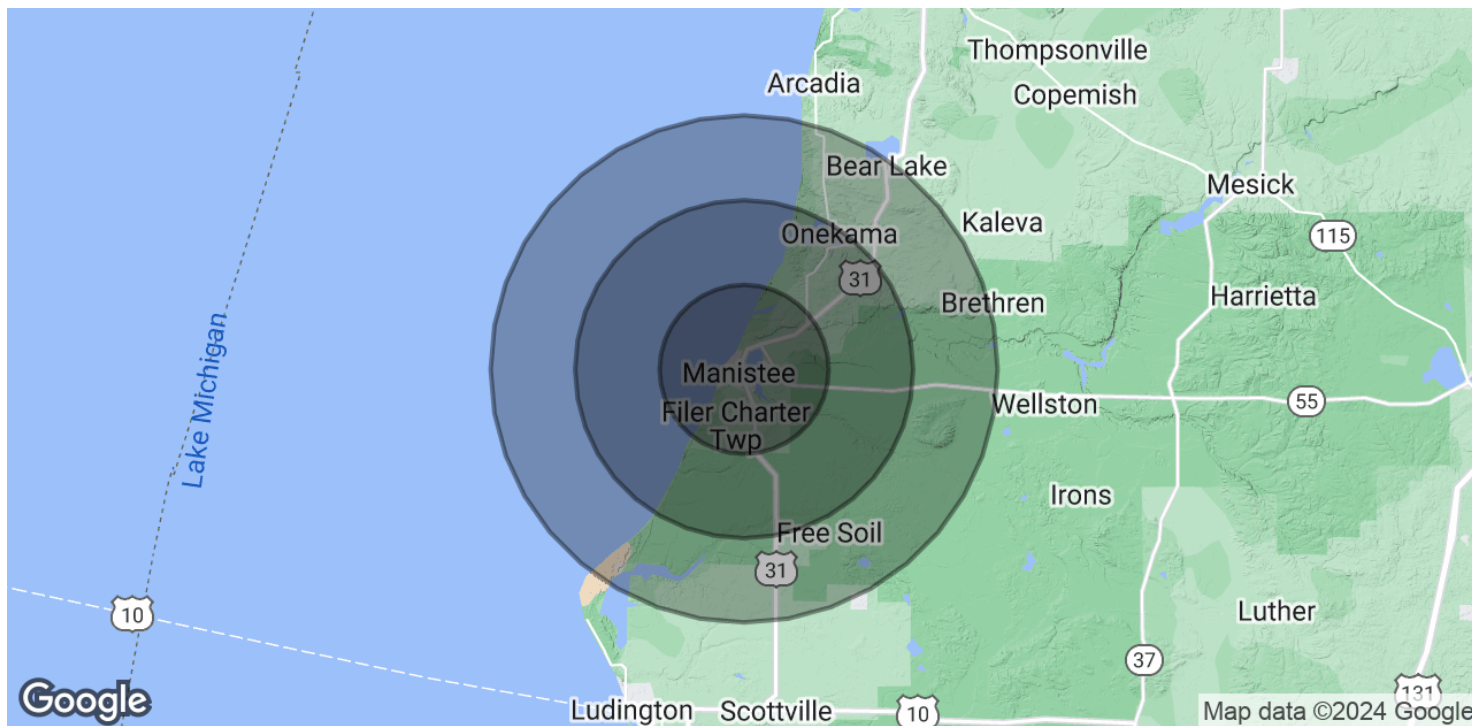 Thompsonville
Arcadia
Copemish
Bear Lake
Mesick
Kaleva
Onekama
115
31
Harrietta
Brethren
Lake Michigan
Manistee
Wellston
55
Filer Charter
Twp
Irons
Free Soil
31
10
Luther
37
131
Google
Ludington
Scottville
10
Map data ©2024 Google